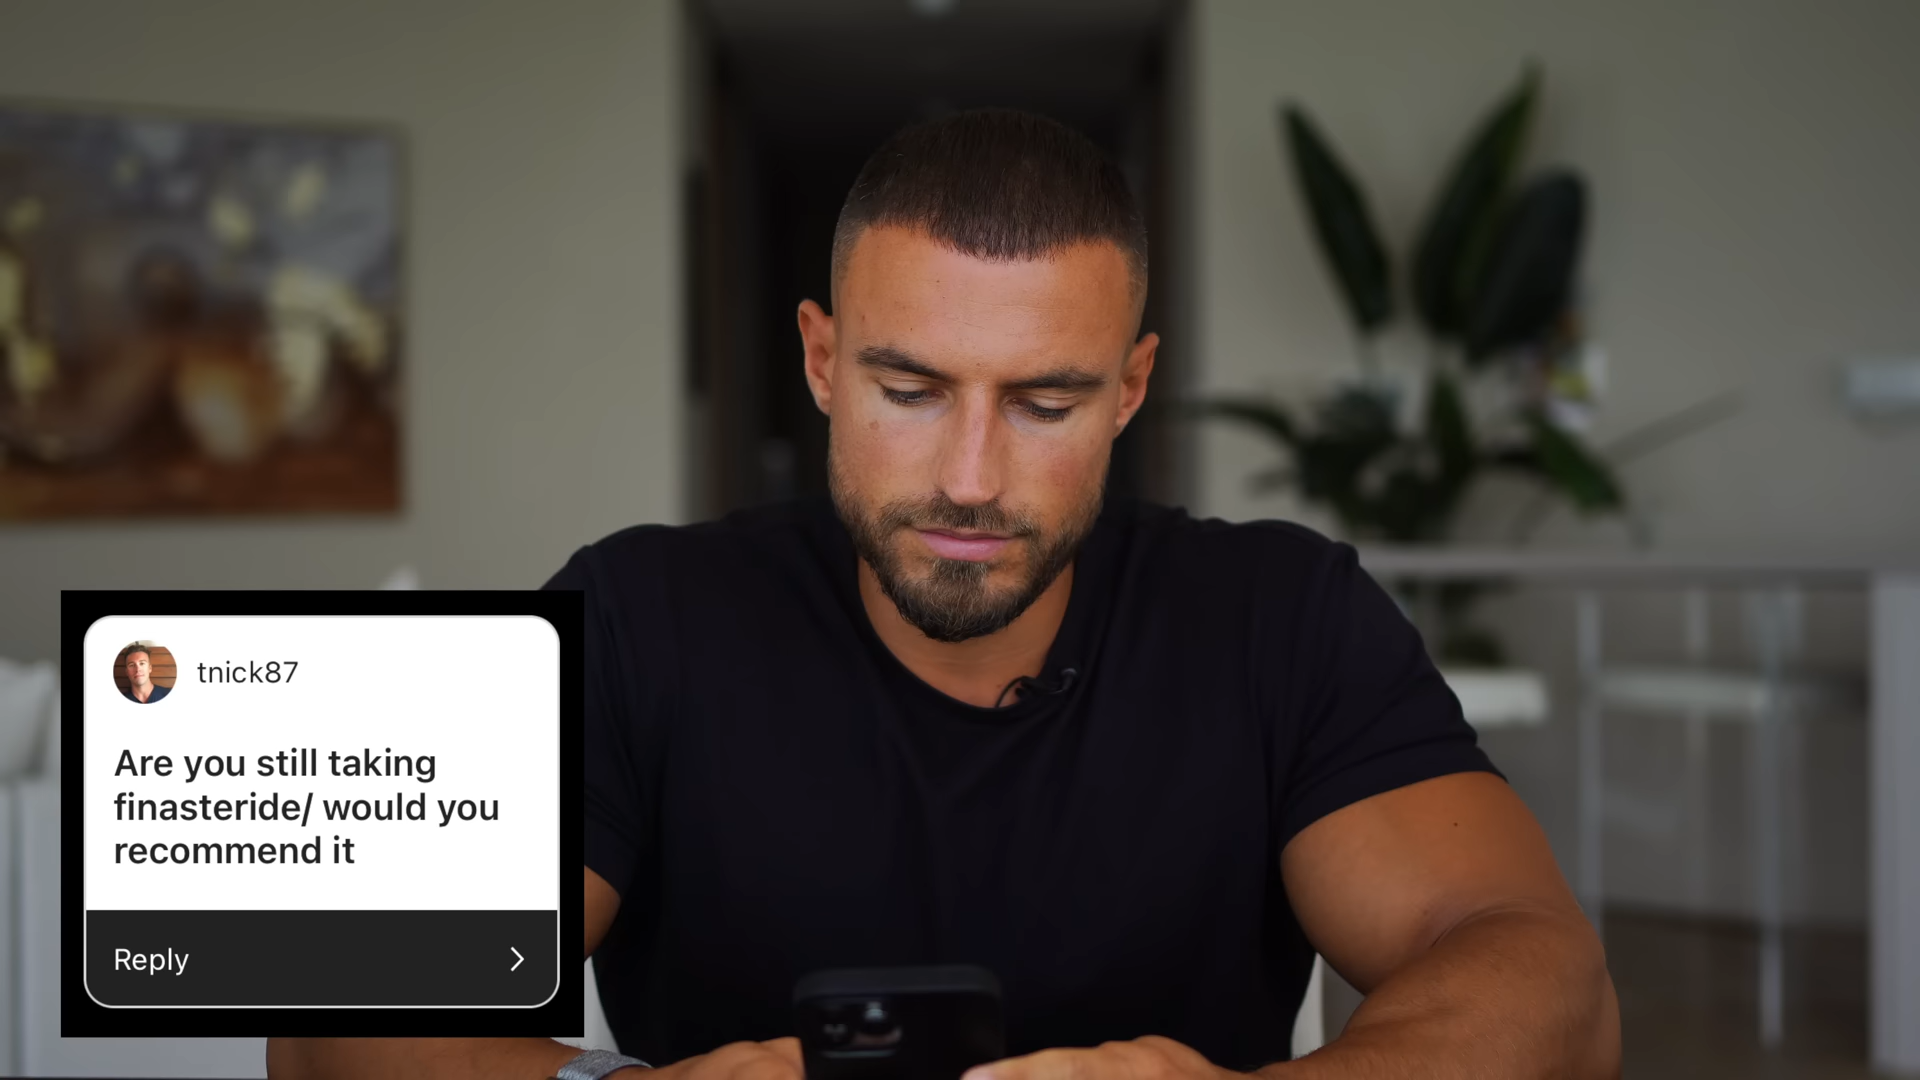 tnick87
Are you still taking
finasteride/ would you
recommend it
Reply